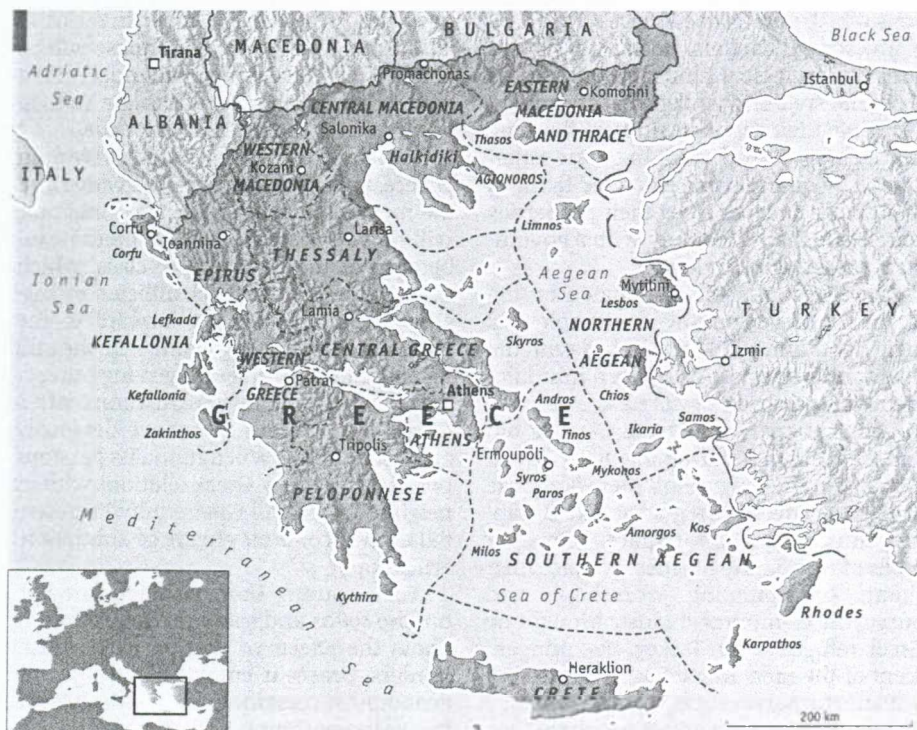 BULGARIA
Black Sea
MACEDONIA
Tirana
Adriatic
Sea
Promachonas
Istanbul
EASTERN
Komotini
CENTRAL MACEDONIA
MACEDONIA
ALBANIA
Salonika
Thasos
AND THRACE
WESTERN
Kozani
MACEDONIA
Halkidiki
ITALY
AGIONOROS
Limnos
Corfu
Ioannina
Larisa
Corfu
THESSALY
Aegean
Sea
EPIRUS
Ionian
Sea
Mytilini
Lesbos
TURKEY
Lefkada
Lamia
NORTHERN
KEFALLONIA
Skyros
WESTERN
CENTRAL GREECE
AEGEAN
Izmir
Patrai
GREECE
Athens
Kefallonia
Andros
Chios
GREECE
Zakinthos
Samos
Ikaria
Tinos
ATHENS
Tripolis
Ermoupoli
Syros
Mykonos
PELOPONNESE
Paros
Mediteranean Sea
Amorgos
Kos
Milos
SOUTHERN AEGEAN
Kythira
Sea of Crete
Rhodes
Karpathos
Heraklion
CRETE
200 km